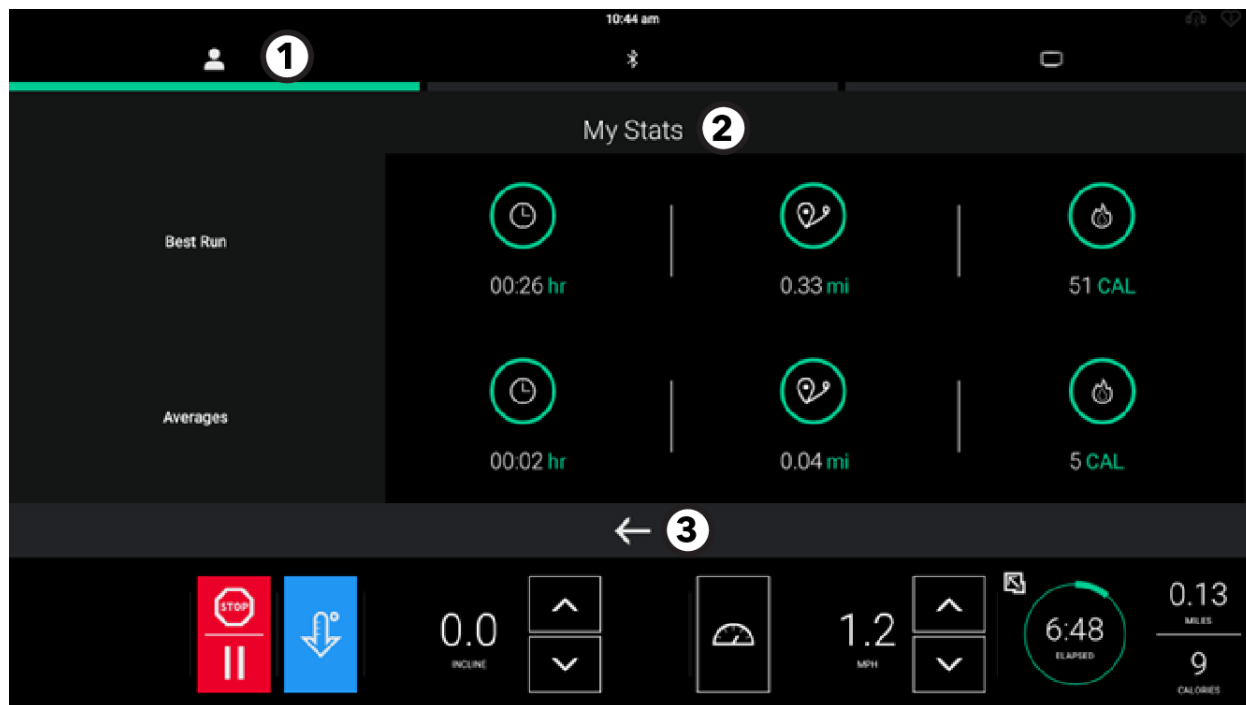 10:44 am
1
My Stats 2
Best Run
00:26 hr
0.33 mi
51 CAL
Averages
00:02 hr
0.04 mi
5 CAL
3
STOP
0.0
INCLINE
1.2
MPH
6:48
ELAPSED
0.13
MILES
9
CALORIES